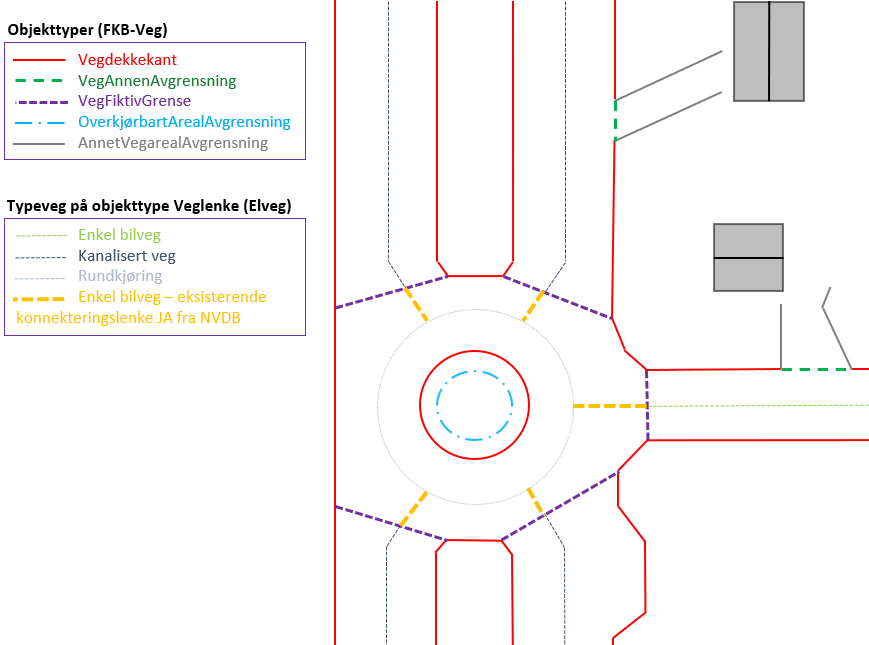 Objekttyper (FKB-Veg)
Vegdekkekant
VegAnnenAvgrensning
VegFiktivGrense
OverkjørbartArealAvgrensning
AnnetVegarealAvgrensning
Typeveg på objekttype Veglenke (Elveg)
Enkel bilveg
Kanalisert veg
Rundkjøring
Enkel bilveg – eksisterende
konnekteringslenke JA fra NVDB